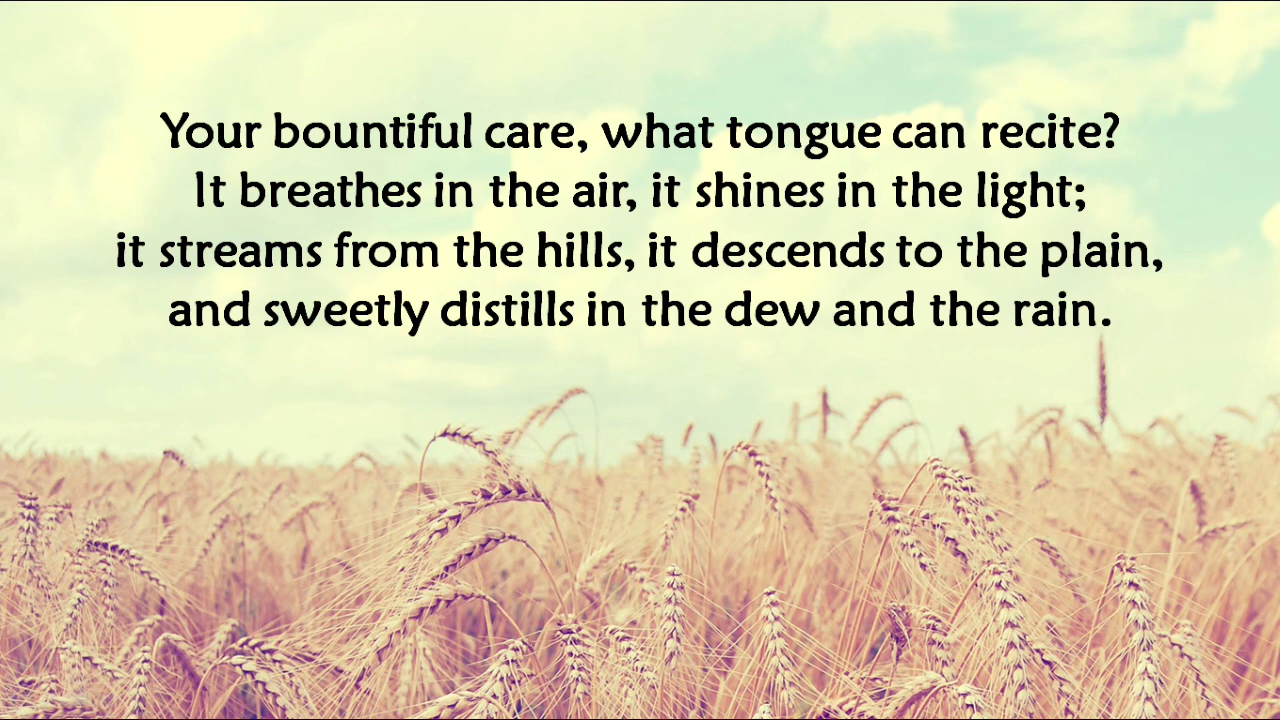 Your bountiful care, what tongue can recite?
It breathes in the air, it shines in the light;
it streams from the hills, it descends to the plain,
and sweetly distills in the dew and the rain.